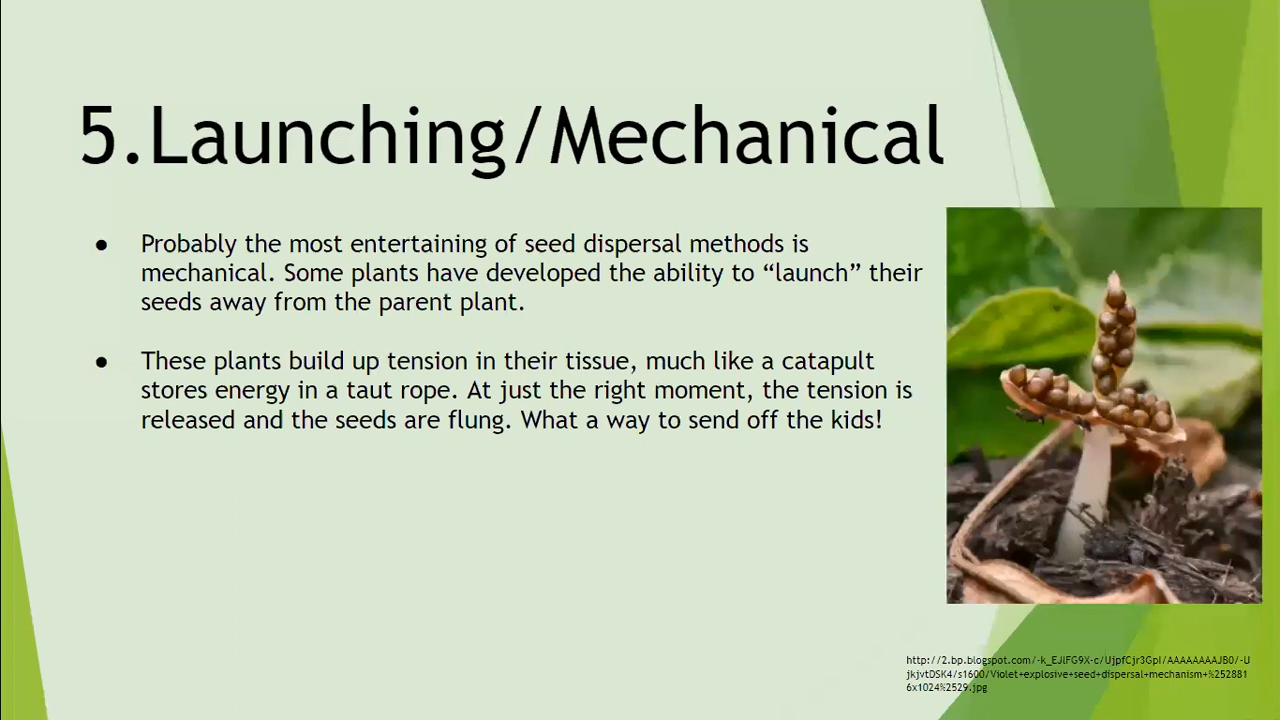 5.Launching/Mechanical
● Probably the most entertaining of seed dispersal methods is
mechanical. Some plants have developed the ability to “launch” their
seeds away from the parent plant.
● These plants build up tension in their tissue, much like a catapult
stores energy in a taut rope. At just the right moment, the tension is
released and the seeds are flung. What a way to send off the kids!
http://2.bp.blogspot.com/-k_EJlFG9X-c/UjpfCjr3GpI/AAAAAAAAJB0/-U
jkjvtDSK4/s1600/Violet+explosive+seed+dispersal+mechanism+%252881
6x1024%2529.jpg